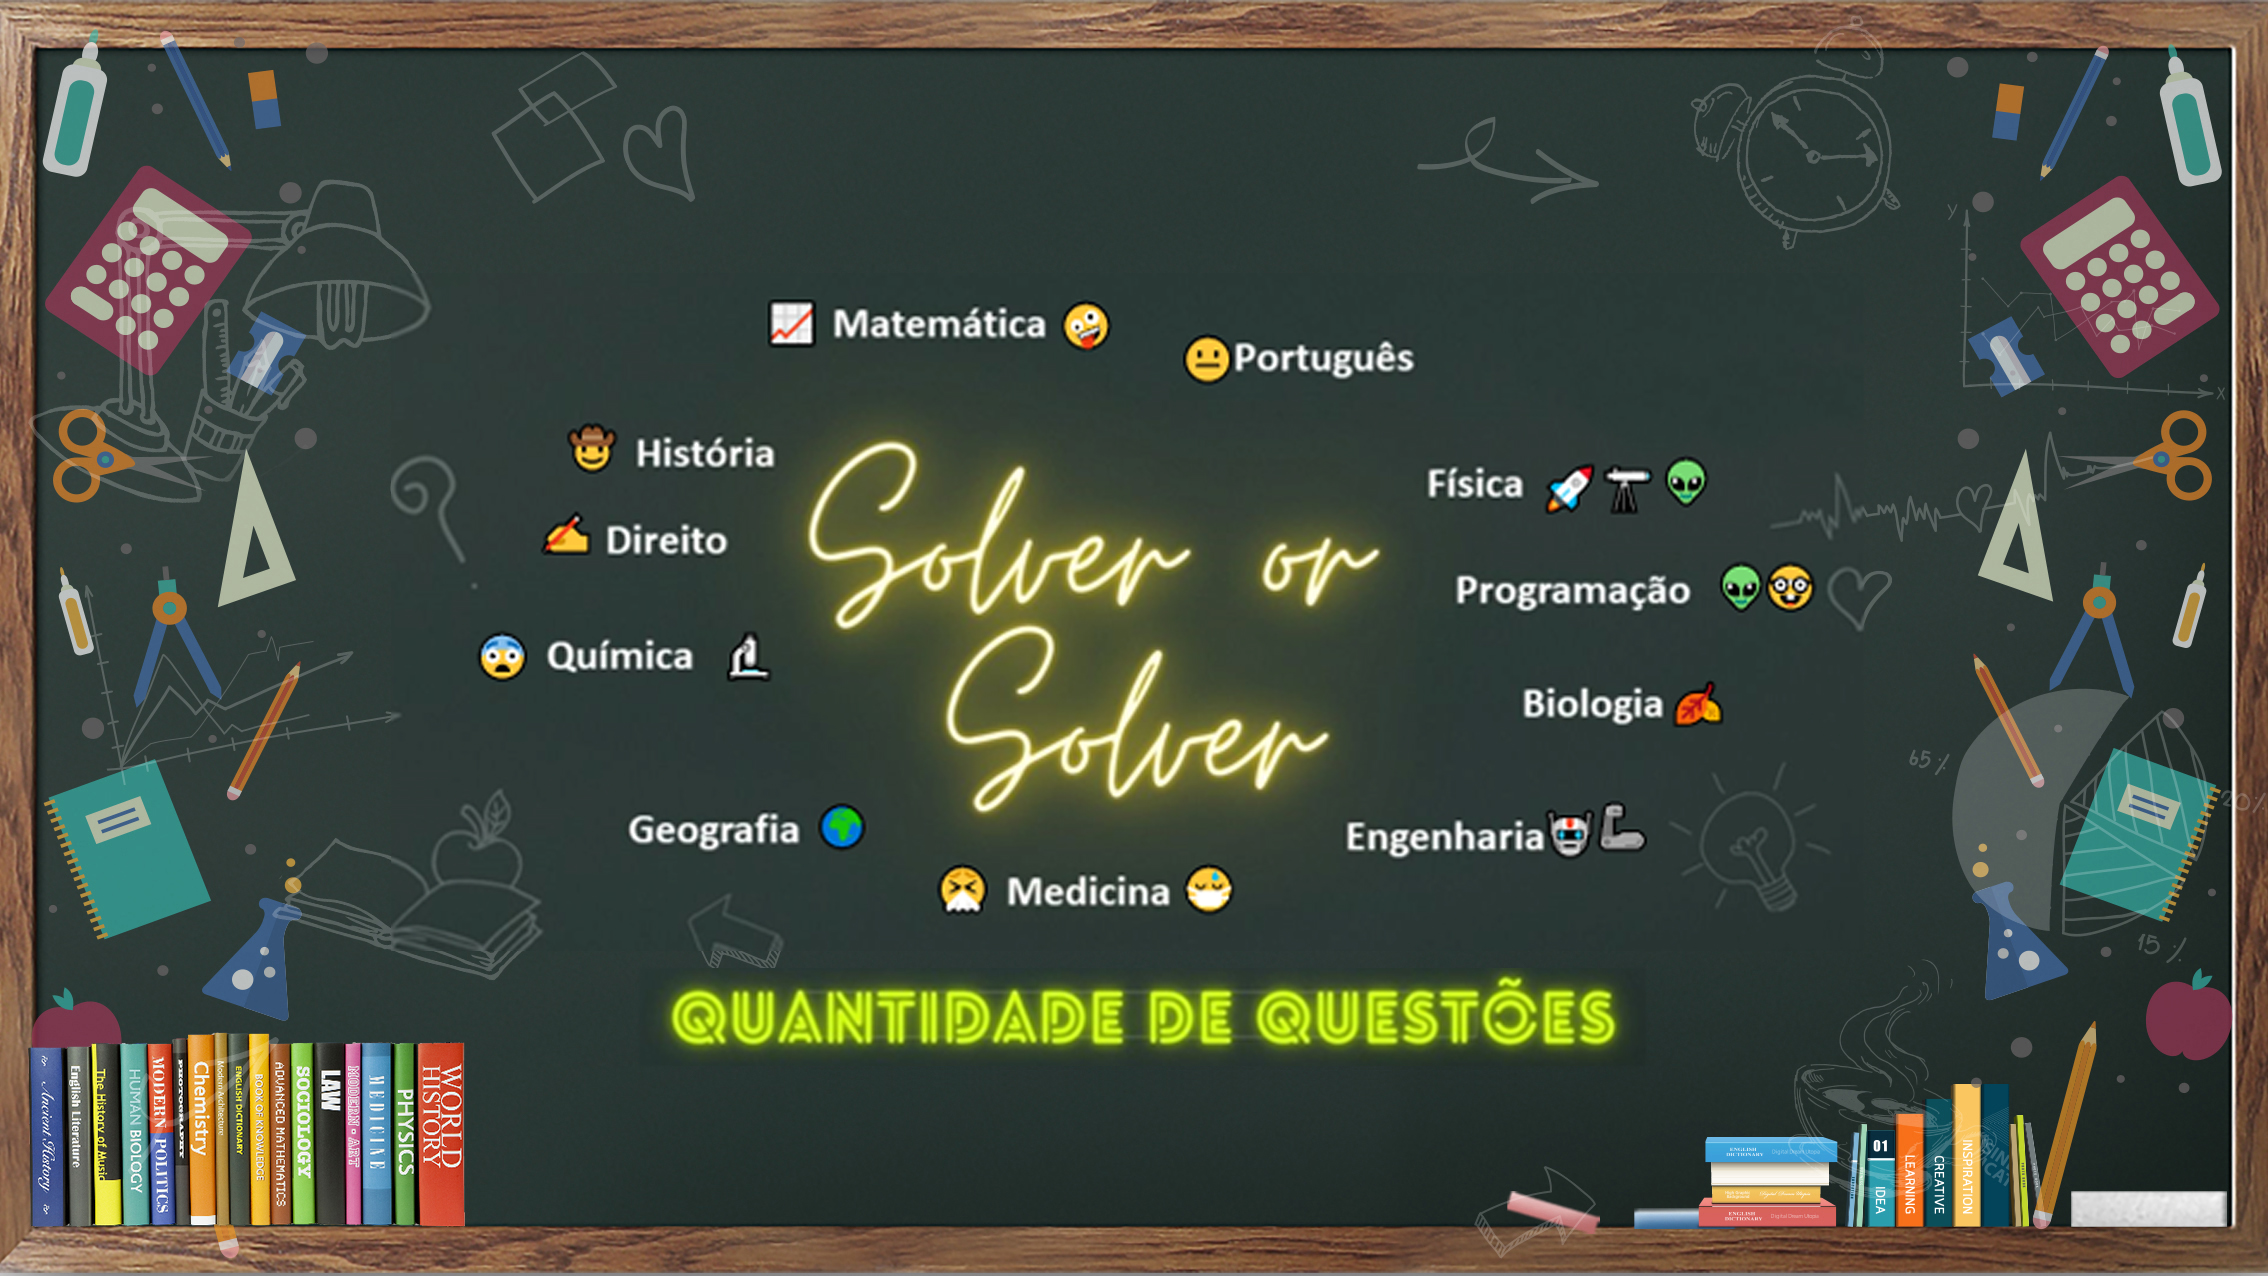 Matemática
Português
História
Física
Direito
Solver or
Solver
Programação
Química
Biologia
Geografia
Engenharia
Medicina
QUANTIDADE DE QUESTÕES
Y
X
65%
15%
Ancient History
English Literature
The History of Music
HUMAN BIOLOGY
MODERN POLITICS
PHOTOGRAPHY
Chemistry
Modern Architecture
ENGLISH DICTIONARY
BOOK OF KNOWLEDGE
ADVANCED MATHEMATICS
SOCIOLOGY
LAW
MODERN • ART
MEDICINE
PHYSICS
WORLD HISTORY
ENGLISH DICTIONARY
ENGLISH DICTIONARY
01
IDEA
LEARNING
CREATIVE
INSPIRATION